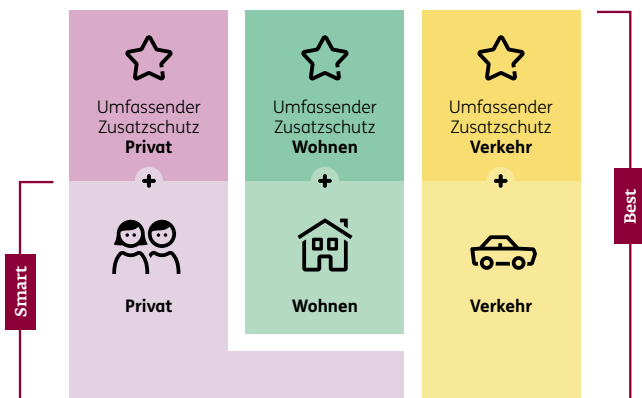 Umfassender
Zusatzschutz
Privat
Umfassender
Zusatzschutz
Wohnen
Umfassender
Zusatzschutz
Verkehr
+
+
+
Best
Smart
Privat
Wohnen
Verkehr